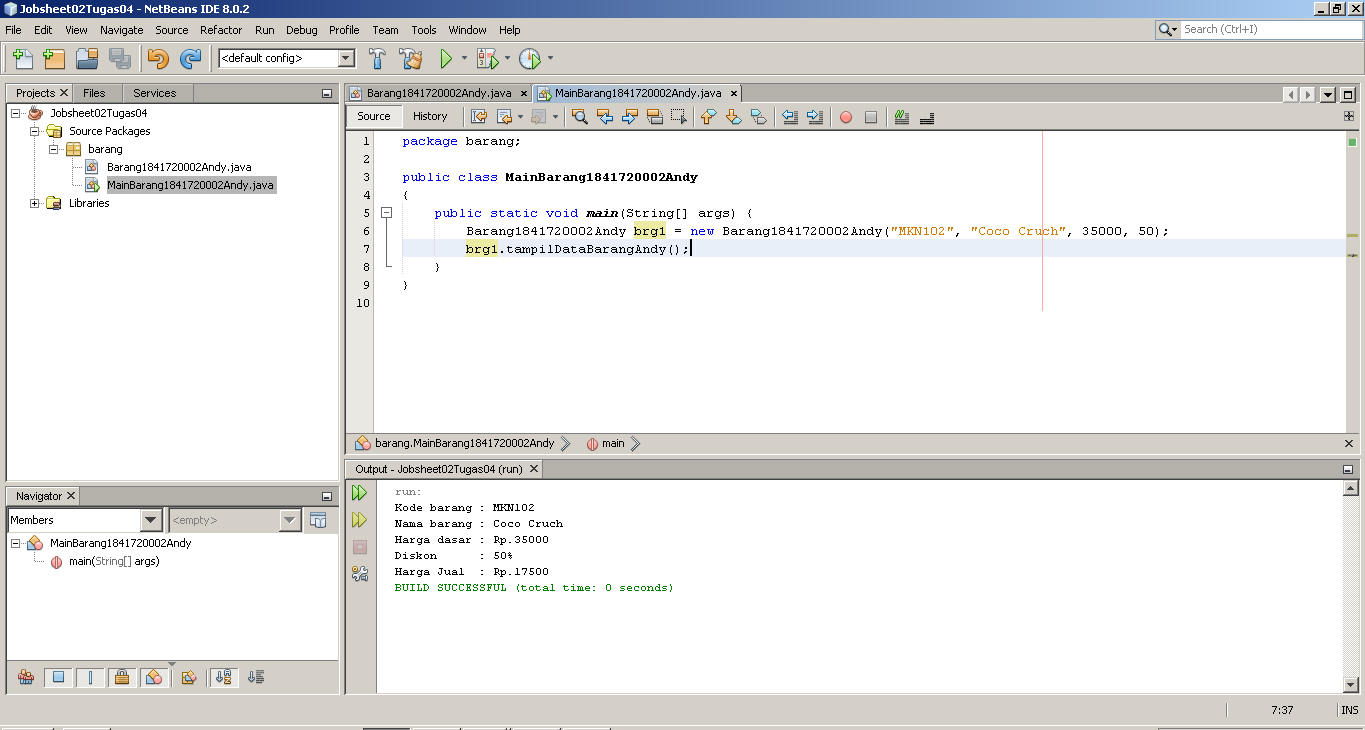 Jobsheet02Tugas04 - NetBeans IDE 8.0.2
File Edit View Navigate Source Refactor Run Debug Profile Team Tools Window Help
Search (Ctrl+I)
<default config>
Projects Files Services
Jobsheet02Tugas04
Source Packages
barang
Barang1841720002Andy.java
MainBarang1841720002Andy.java
Libraries
Barang1841720002Andy.java MainBarang1841720002Andy.java
Source History
1 package barang;
2
3 public class MainBarang1841720002Andy
4 {
5 public static void main(String[] args) {
6 Barang1841720002Andy brg1 = new Barang1841720002Andy("MKN102", "Coco Cruch", 35000, 50);
7 brg1.tampilDataBarangAndy();
8 }
9 }
10
barang.MainBarang1841720002Andy main
Navigator
Members <empty>
MainBarang1841720002Andy
main(String[] args)
Output - Jobsheet02Tugas04 (run)
run:
Kode barang : MKN102
Nama barang : Coco Cruch
Harga dasar : Rp.35000
Diskon : 50%
Harga Jual : Rp.17500
BUILD SUCCESSFUL (total time: 0 seconds)
7:37 INS